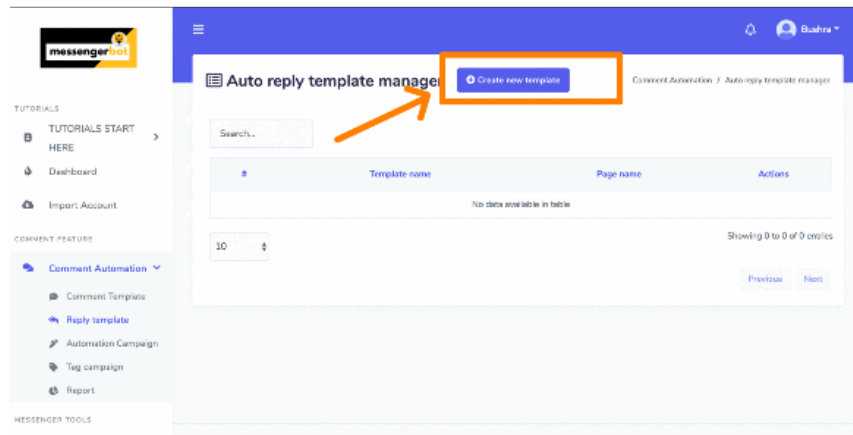 messengerbot
Bushra
Auto reply template manager
Create new template
Comment Automation / Auto reply template manager
TUTORIALS
TUTORIALS START
HERE
Dashboard
Import Account
COMMENT FEATURE
Comment Automation
Comment Template
Reply template
Automation Campaign
Tag campaign
Report
MESSENGER TOOLS
Search...
# Template name Page name Actions
No data available in table
10
Showing 0 to 0 of 0 entries
Previous Next